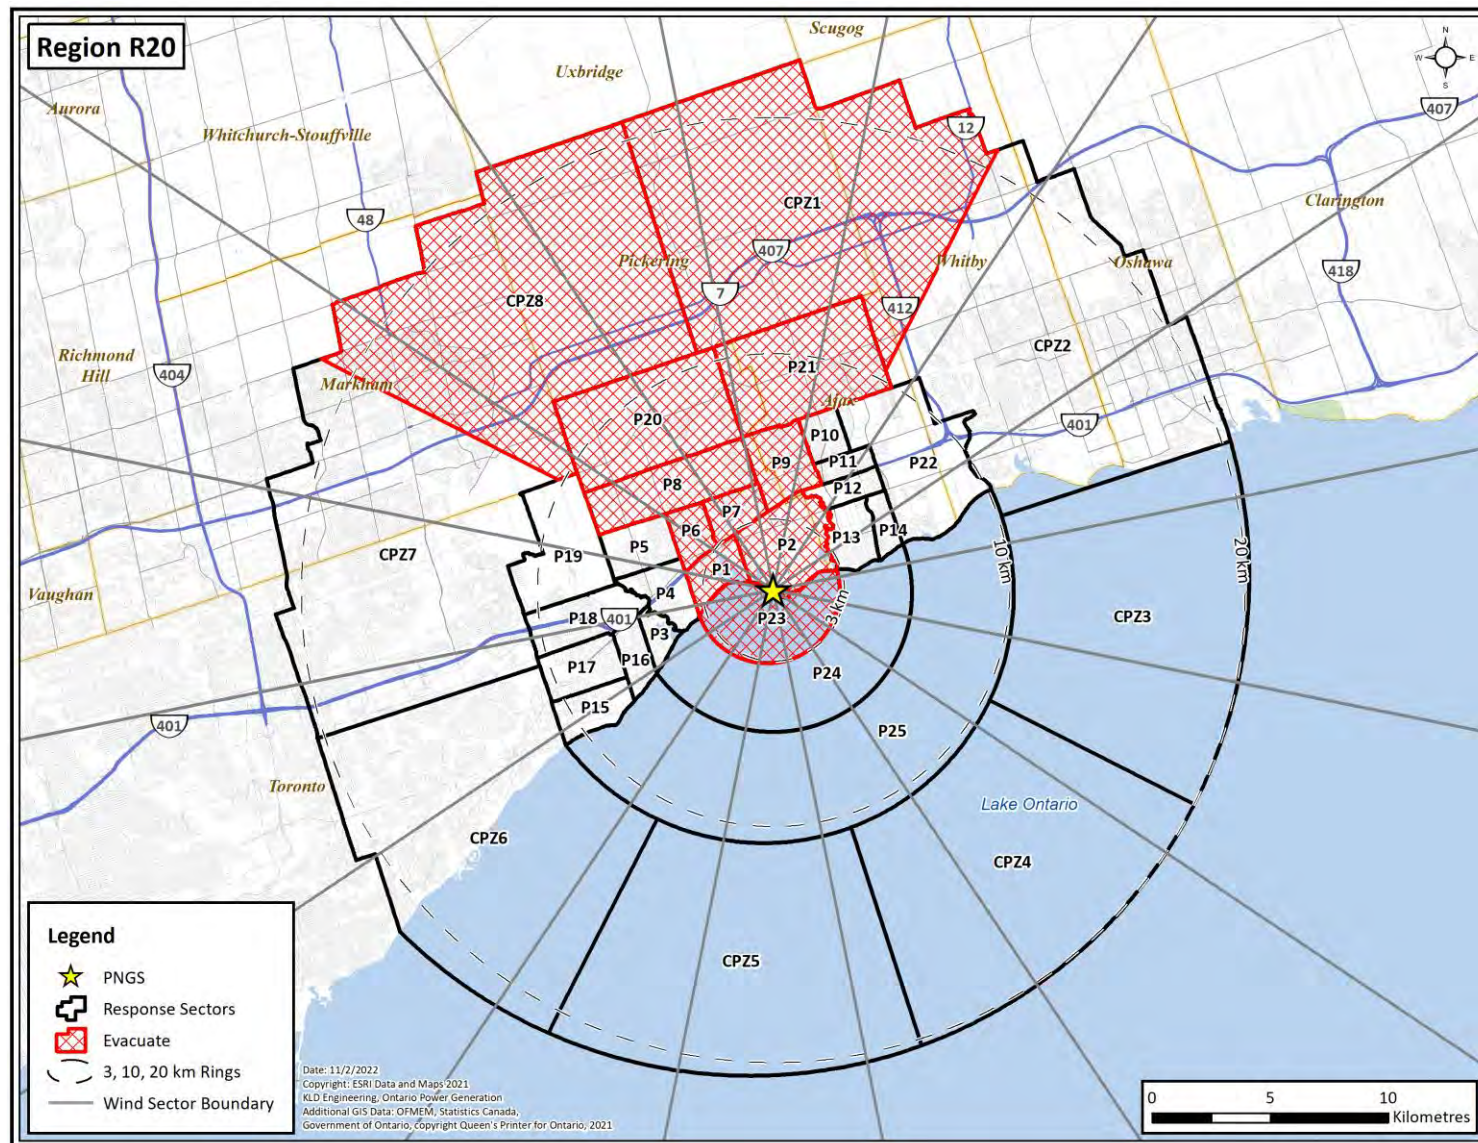 Region R20
Scugog
Uxbridge
N
W
E
S
Aurora
Whitchurch-Stouffville
12
407
48
CPZ1
Clarington
407
Pickering
Whitby
Oshawa
418
CPZ8
7
412
Richmond
Hill
404
Markham
P21
CPZ2
Ajax
P20
P10
401
P9
P11
P22
P8
P12
P7
P6
P2
P13
P14
P5
CPZ7
P19
10 km
20 km
P1
Vaughan
P4
P18
401
P23
3 km
CPZ3
P3
P16
P17
P24
P15
401
P25
Toronto
Lake Ontario
CPZ6
CPZ4
CPZ5
Legend
PNGS
Response Sectors
Evacuate
3, 10, 20 km Rings
Wind Sector Boundary
Date: 11/2/2022
Copyright: ESRI Data and Maps 2021
KLD Engineering, Ontario Power Generation
Additional GIS Data: OFMEM, Statistics Canada,
Government of Ontario, copyright Queen's Printer for Ontario, 2021
0 5 10
Kilometres